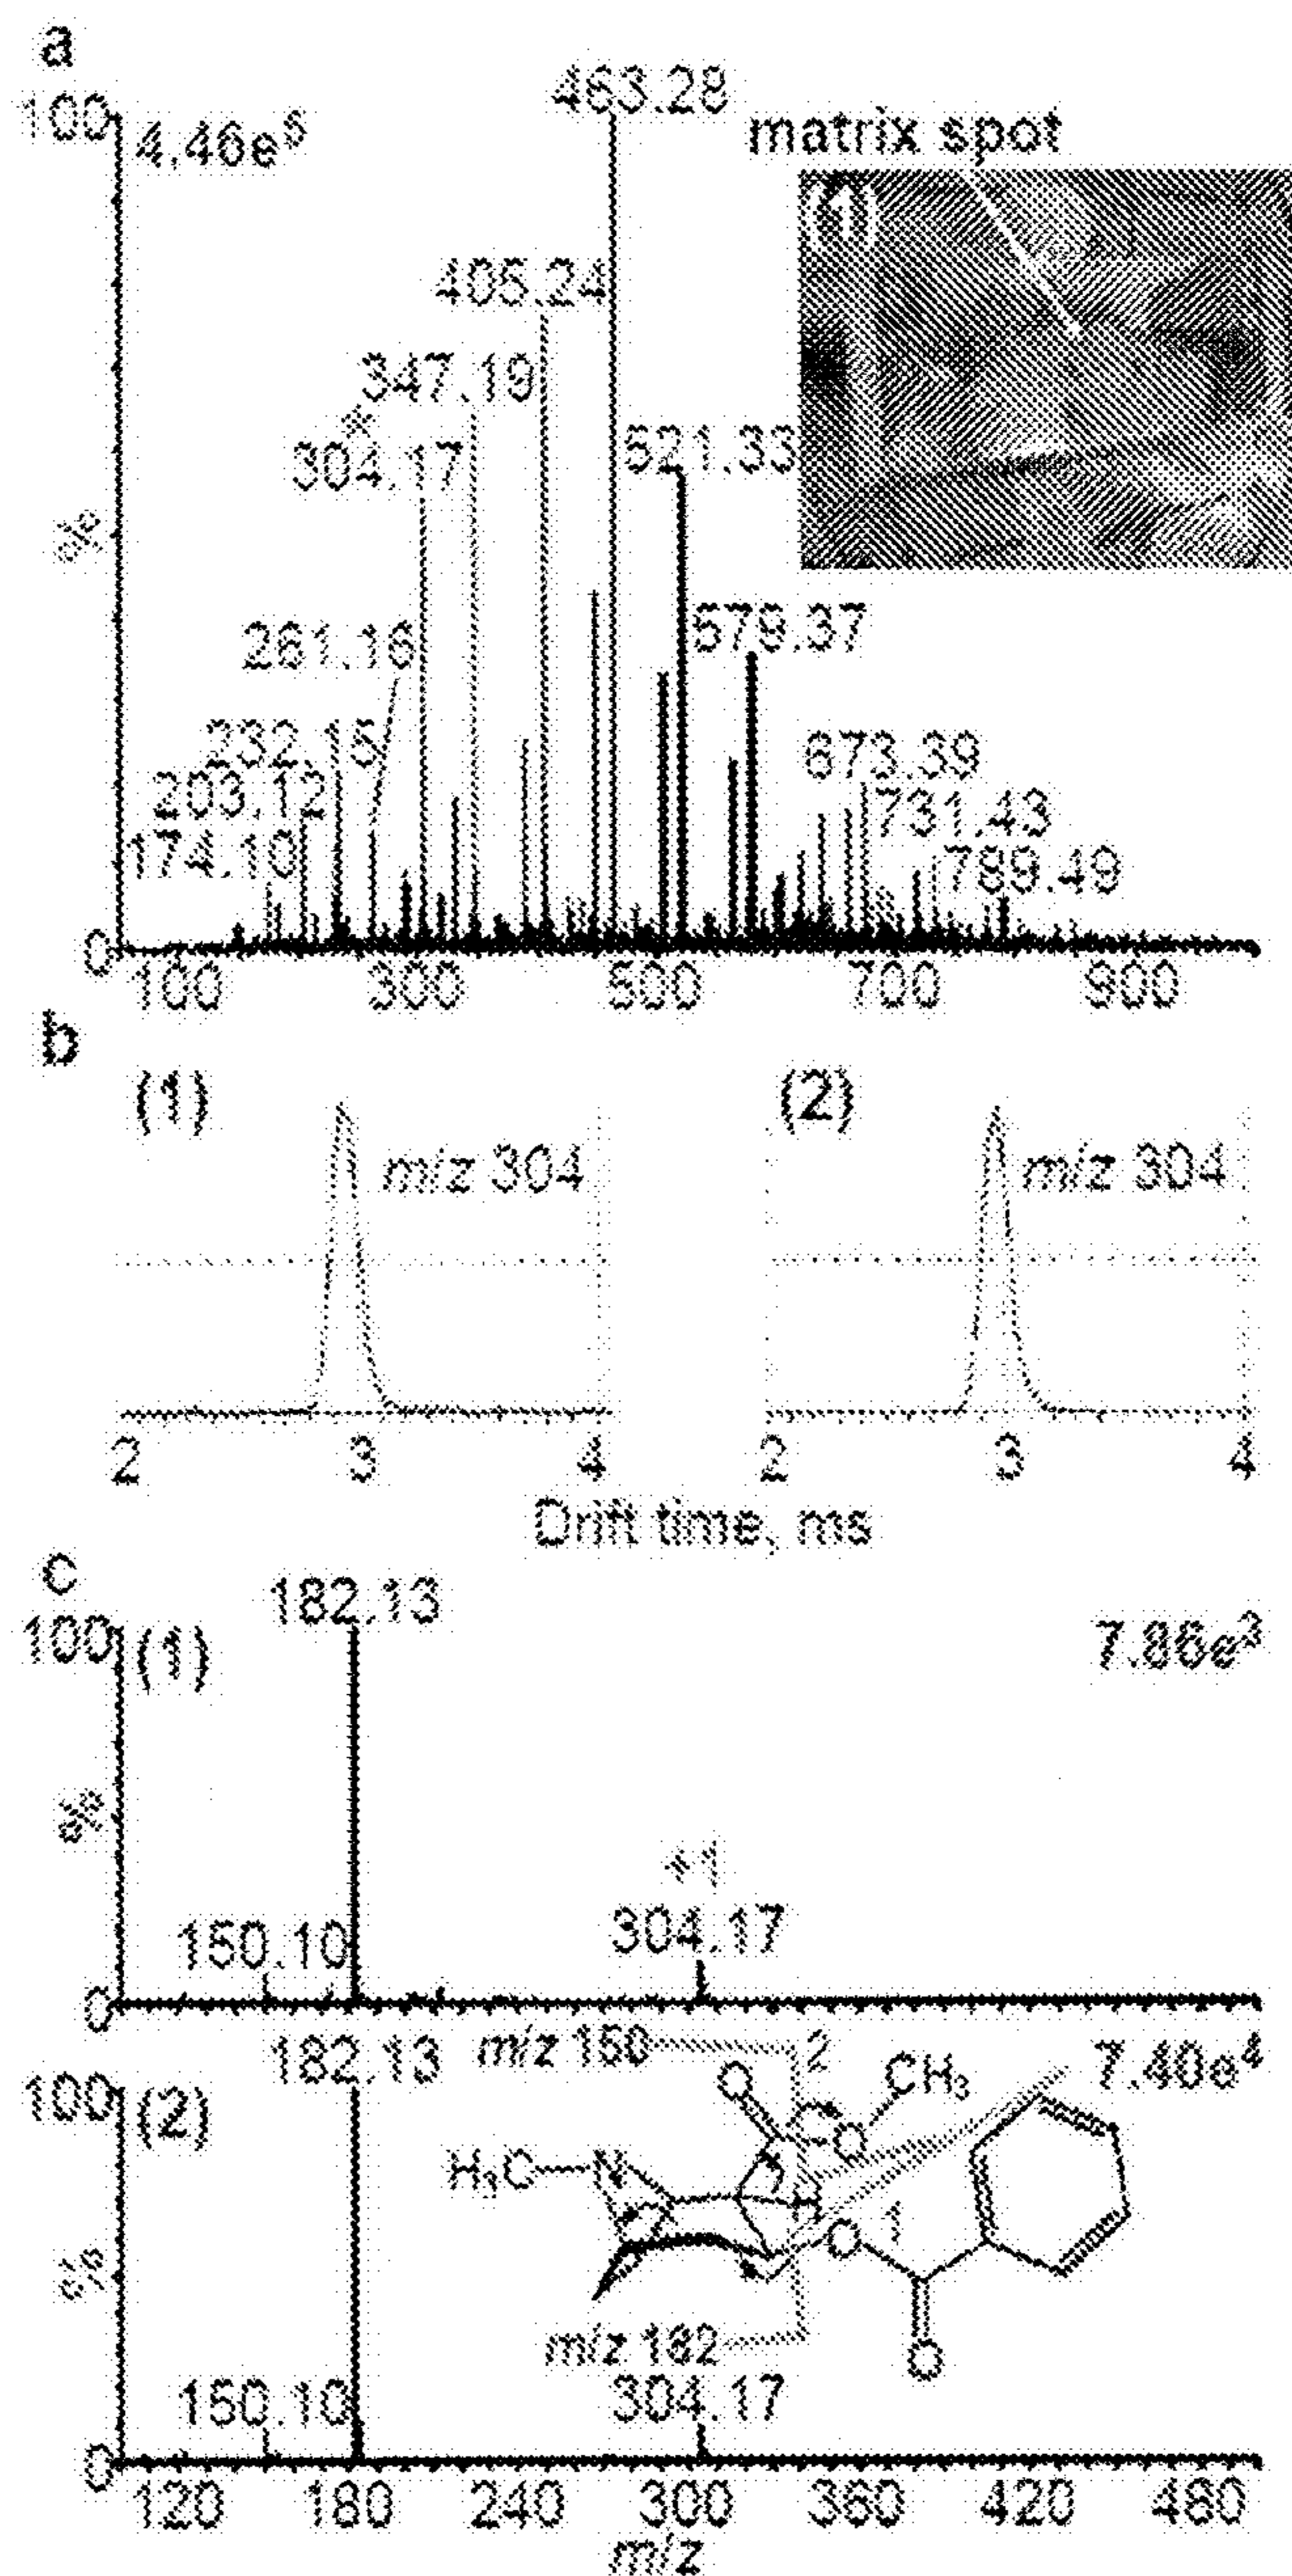 a
100
4.46e⁵
463.28
matrix spot
(1)
405.24
347.19
*
304.17
521.33
%
261.16
579.37
232.15
203.12
174.10
673.39
731.43
789.49
0
100 300 500 700 900
b
(1) (2)
m/z 304 m/z 304
2 3 4 2 3 4
Drift time, ms
c
182.13
100 (1) 7.86e³
%
+1
150.10 304.17
0
182.13 m/z 150 2 7.40e⁴
100 (2)
O CH₃
O
H₃C N
H
O 1
%
m/z 182
O
150.10 304.17
0
120 180 240 300 360 420 480
m/z